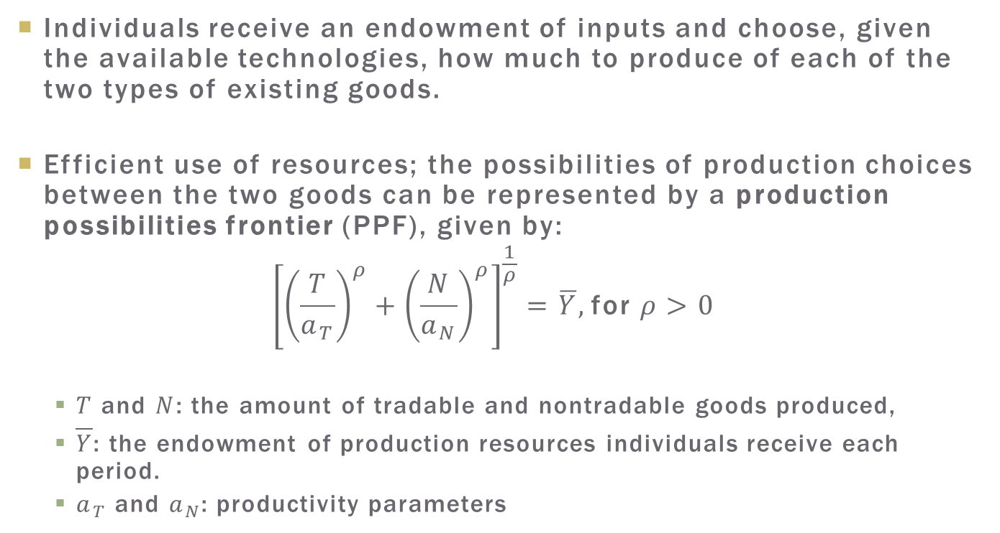 ▪ Individuals receive an endowment of inputs and choose, given
the available technologies, how much to produce of each of the
two types of existing goods.
▪ Efficient use of resources; the possibilities of production choices
between the two goods can be represented by a production
possibilities frontier (PPF), given by:
$\left[\left(\frac{T}{a_T}\right)^{\rho} + \left(\frac{N}{a_N}\right)^{\rho}\right]^{\frac{1}{\rho}} = \overline{Y}$, for $\rho > 0$
▪ $T$ and $N$: the amount of tradable and nontradable goods produced,
▪ $\overline{Y}$: the endowment of production resources individuals receive each
period.
▪ $a_T$ and $a_N$: productivity parameters